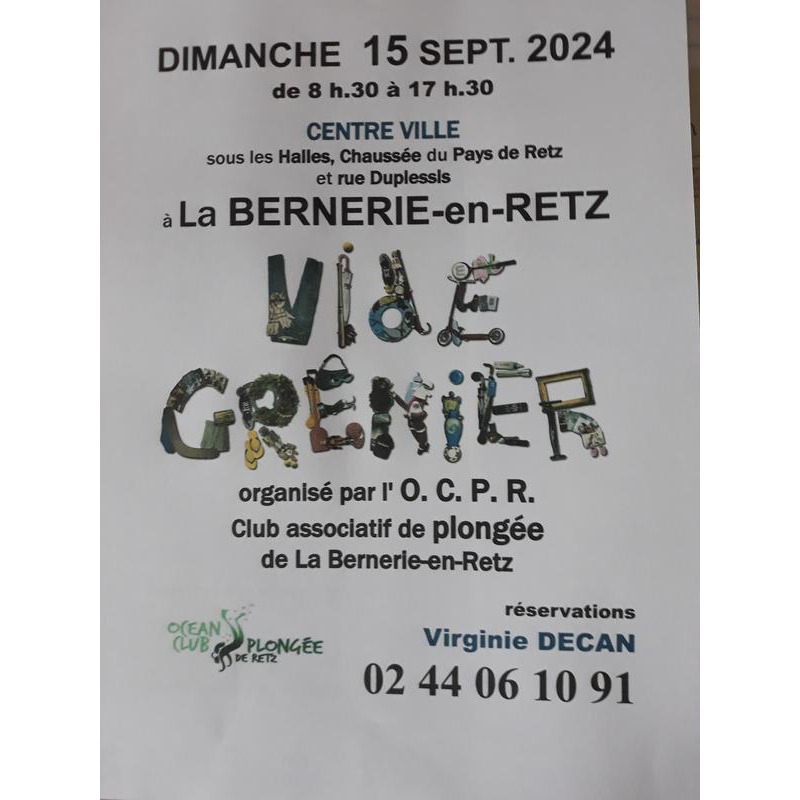 DIMANCHE 15 SEPT. 2024
de 8 h.30 à 17 h.30
CENTRE VILLE
sous les Halles, Chaussée du Pays de Retz
et rue Duplessis
à La BERNERIE-en-RETZ
VIdE
GRENIER
organisé par l' O. C. P. R.
Club associatif de plongée
de La Bernerie-en-Retz
OCEAN
CLUB PLONGÉE
DE RETZ
réservations
Virginie DECAN
02 44 06 10 91